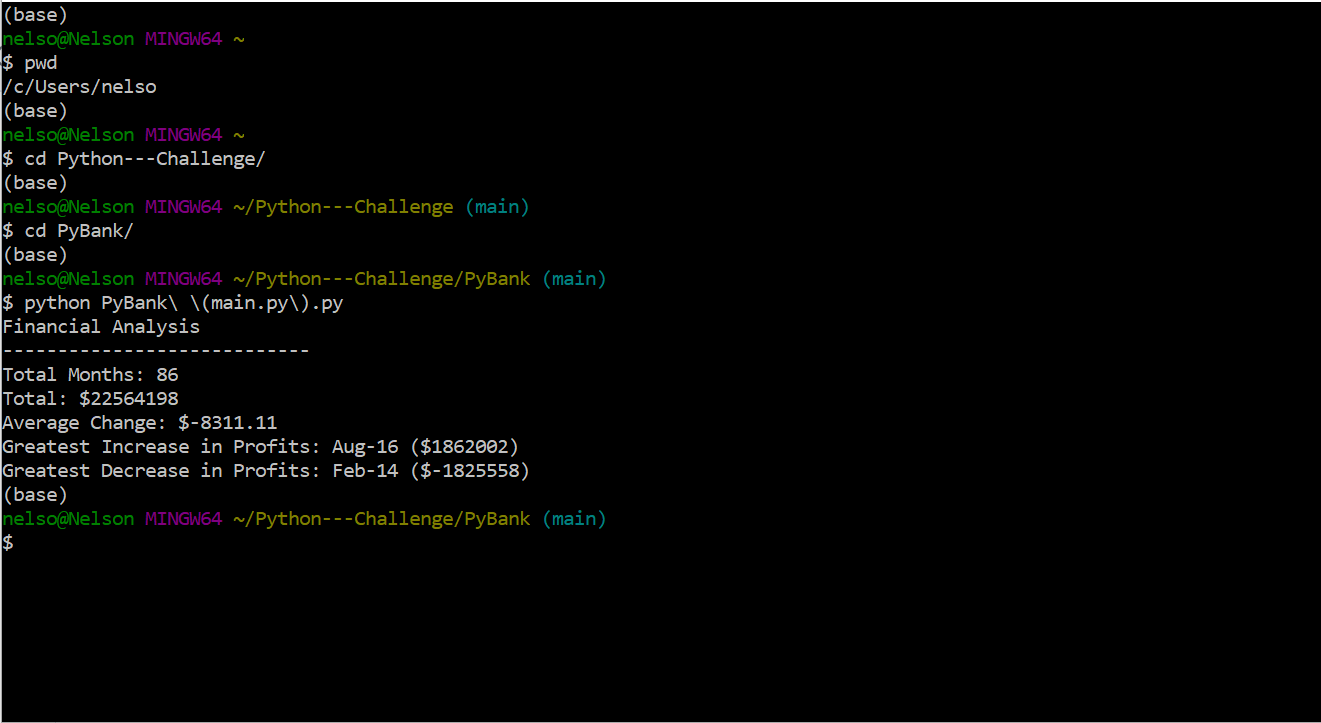 (base)
nelso@Nelson MINGW64 ~
$ pwd
/c/Users/nelso
(base)
nelso@Nelson MINGW64 ~
$ cd Python---Challenge/
(base)
nelso@Nelson MINGW64 ~/Python---Challenge (main)
$ cd PyBank/
(base)
nelso@Nelson MINGW64 ~/Python---Challenge/PyBank (main)
$ python PyBank\ \(main.py\).py
Financial Analysis
----------------------------
Total Months: 86
Total: $22564198
Average Change: $-8311.11
Greatest Increase in Profits: Aug-16 ($1862002)
Greatest Decrease in Profits: Feb-14 ($-1825558)
(base)
nelso@Nelson MINGW64 ~/Python---Challenge/PyBank (main)
$